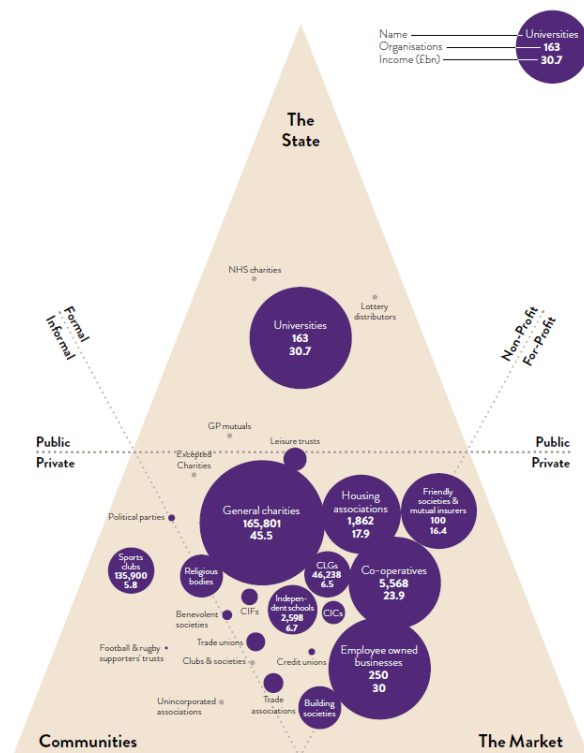 Name
Organisations
Income (£bn)
Universities
163
30.7
The
State
NHS charities
Lottery
distributors
Formal
Informal
Non-Profit
For-Profit
Universities
163
30.7
GP mutuals
Leisure trusts
Public
Private
Public
Private
Excepted
Charities
General charities
165,801
45.5
Housing
associations
1,862
17.9
Friendly
societies &
mutual insurers
100
16.4
Political parties
Sports
clubs
135,900
5.8
Religious
bodies
CLGs
46,238
6.5
Co-operatives
5,568
23.9
CIFs
Indepen-
dent schools
2,598
6.7
CICs
Benevolent
societies
Trade unions
Football & rugby
supporters' trusts
Clubs & societies
Credit unions
Employee owned
businesses
250
30
Unincorporated
associations
Trade
associations
Building
societies
Communities
The Market